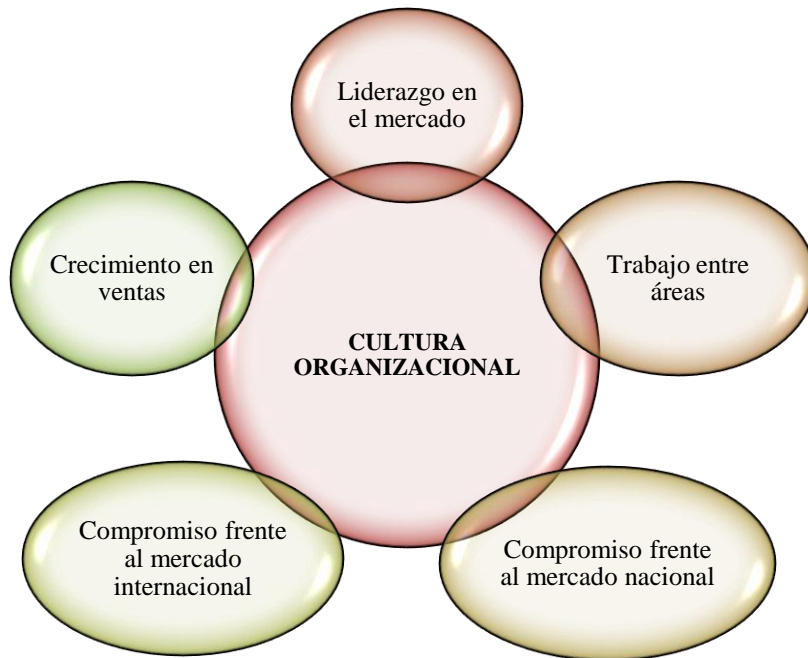 Liderazgo en
el mercado
Crecimiento en
ventas
Trabajo entre
áreas
CULTURA
ORGANIZACIONAL
Compromiso frente
al mercado
internacional
Compromiso frente
al mercado nacional